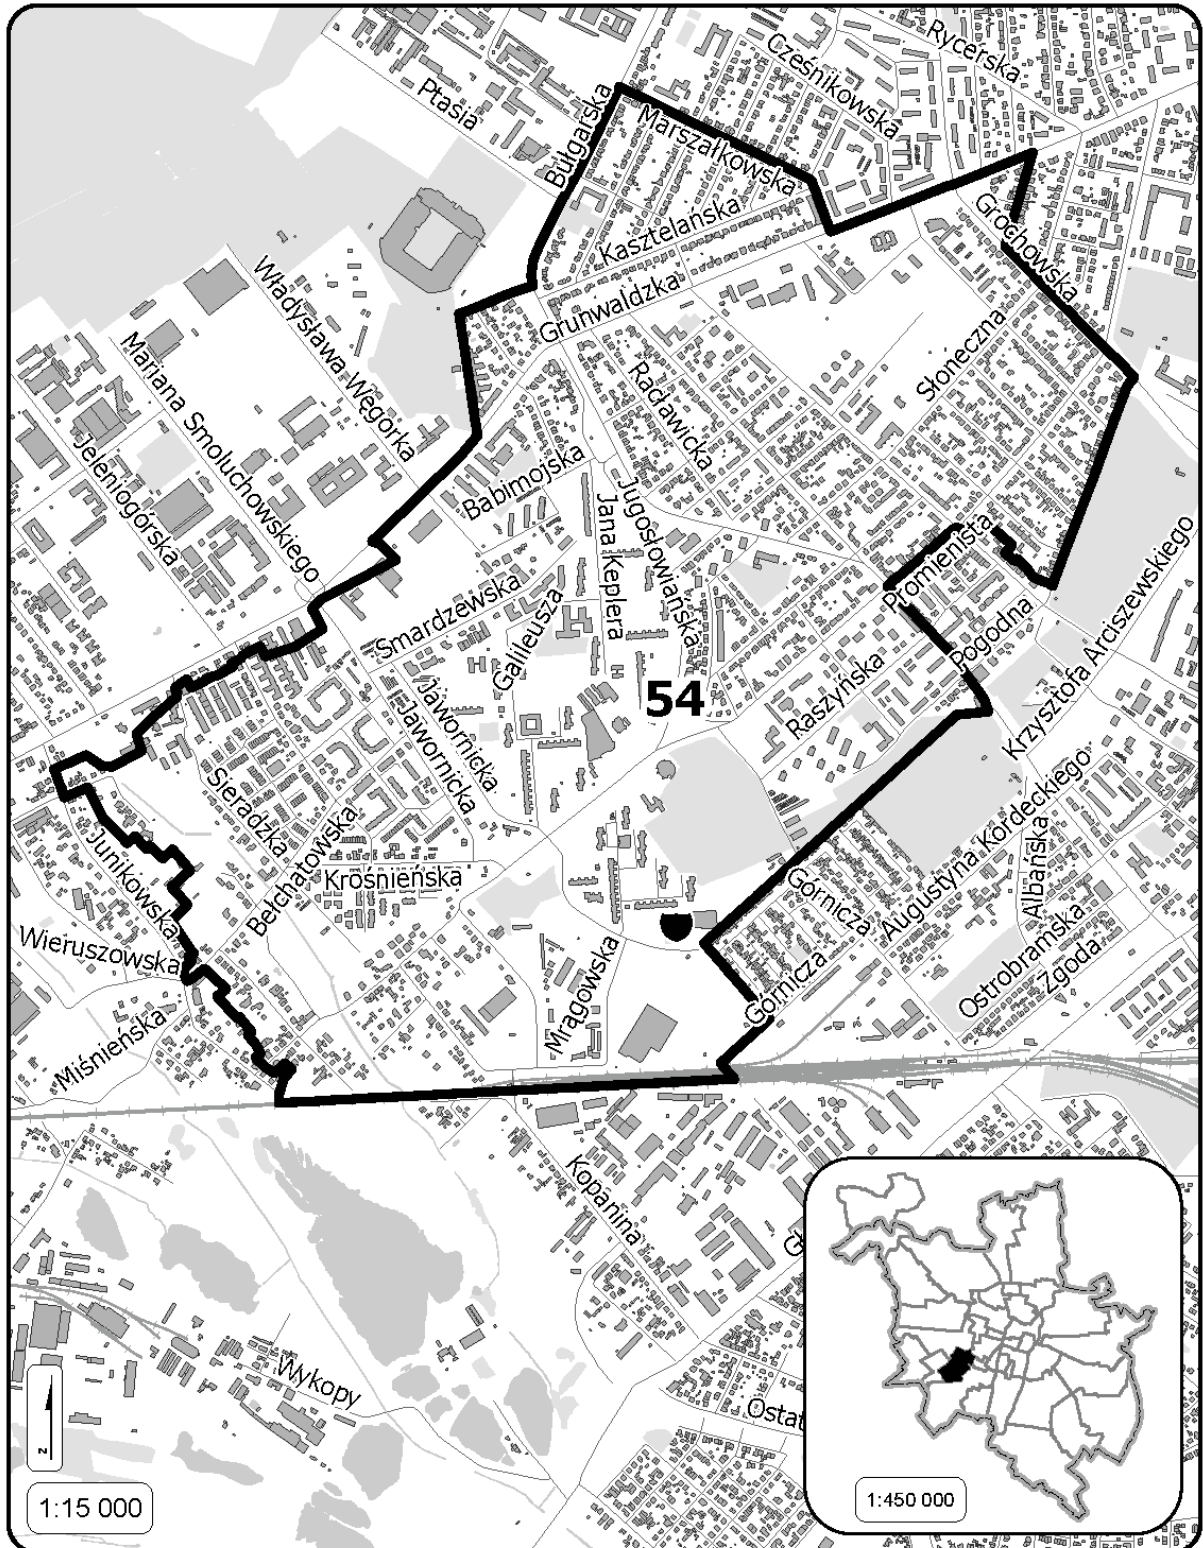 Rycerska
Cześnikowska
Ptasia
Bułgarska
Marszałkowska
Kasztelańska
Grochowska
Grunwaldzka
Władysława Węgorka
Mariana Smoluchowskiego
Słoneczna
Racławicka
Jeleniogórska
Babimojska
Jugosłowiańska
Jana Keplera
Promienista
Smardzewska
Galileusza
Pogodna
Krzysztofa Arciszewskiego
54
Raszyńska
Jawornicka
Jawornicka
Sieradzka
Augustyna Kordeckiego
Albańska
Junikowska
Bełchatowska
Krośnieńska
Górnicza
Wieruszowska
Ostrobramska
Zgoda
Mrągowska
Górnicza
Miśnieńska
Kopanina
Wykopy
Ostat
N
1:15 000
1:450 000